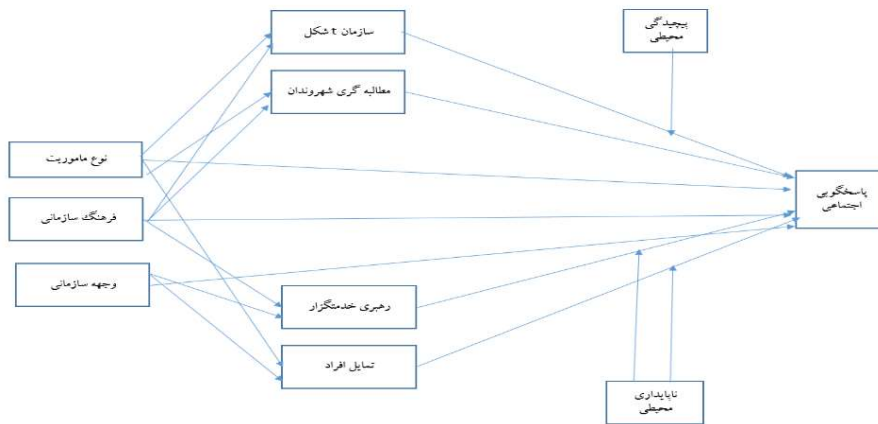 سازمان t شکل
پیچیدگی
محیطی
مطالبه گری شهروندان
نوع ماموریت
پاسخگویی
اجتماعی
فرهنگ سازمانی
وجهه سازمانی
رهبری خدمتگزار
تمایل افراد
ناپایداری
محیطی